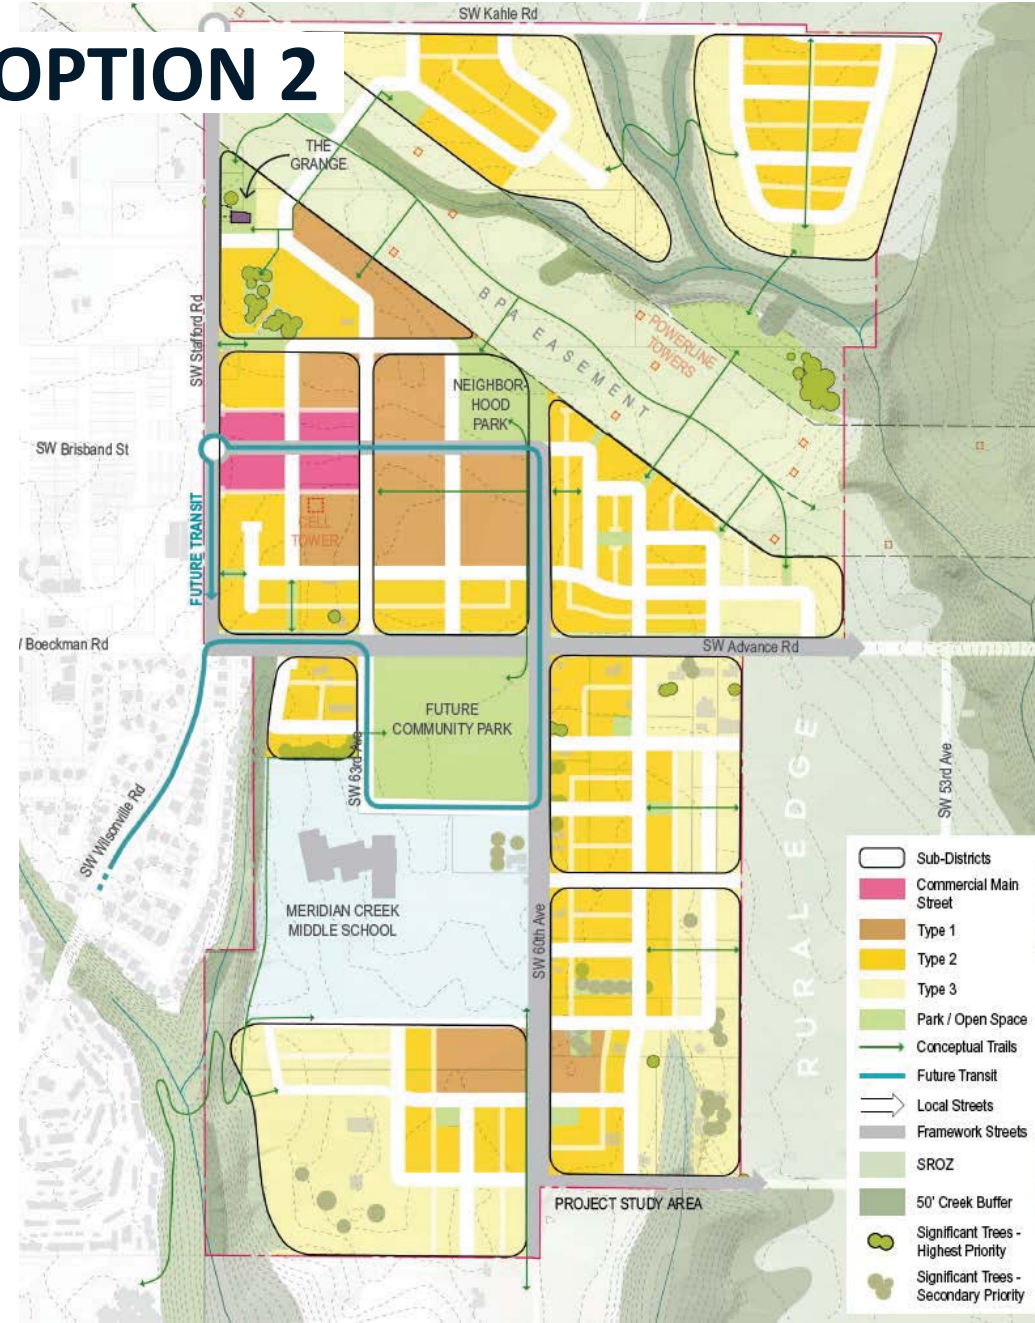 SW Kahle Rd
OPTION 2
THE
GRANGE
SW Stafford Rd
BPA EASEMENT
POWERLINE
TOWERS
NEIGHBOR-
HOOD
PARK
SW Brisband St
FUTURE TRANSIT
CELL
TOWER
/ Boeckman Rd
SW Advance Rd
FUTURE
COMMUNITY PARK
SW 63rd Ave
SW Wilsonville Rd
RURAL EDGE
SW 53rd Ave
MERIDIAN CREEK
MIDDLE SCHOOL
SW 60th Ave
PROJECT STUDY AREA
Sub-Districts
Commercial Main
Street
Type 1
Type 2
Type 3
Park / Open Space
Conceptual Trails
Future Transit
Local Streets
Framework Streets
SROZ
50' Creek Buffer
Significant Trees -
Highest Priority
Significant Trees -
Secondary Priority